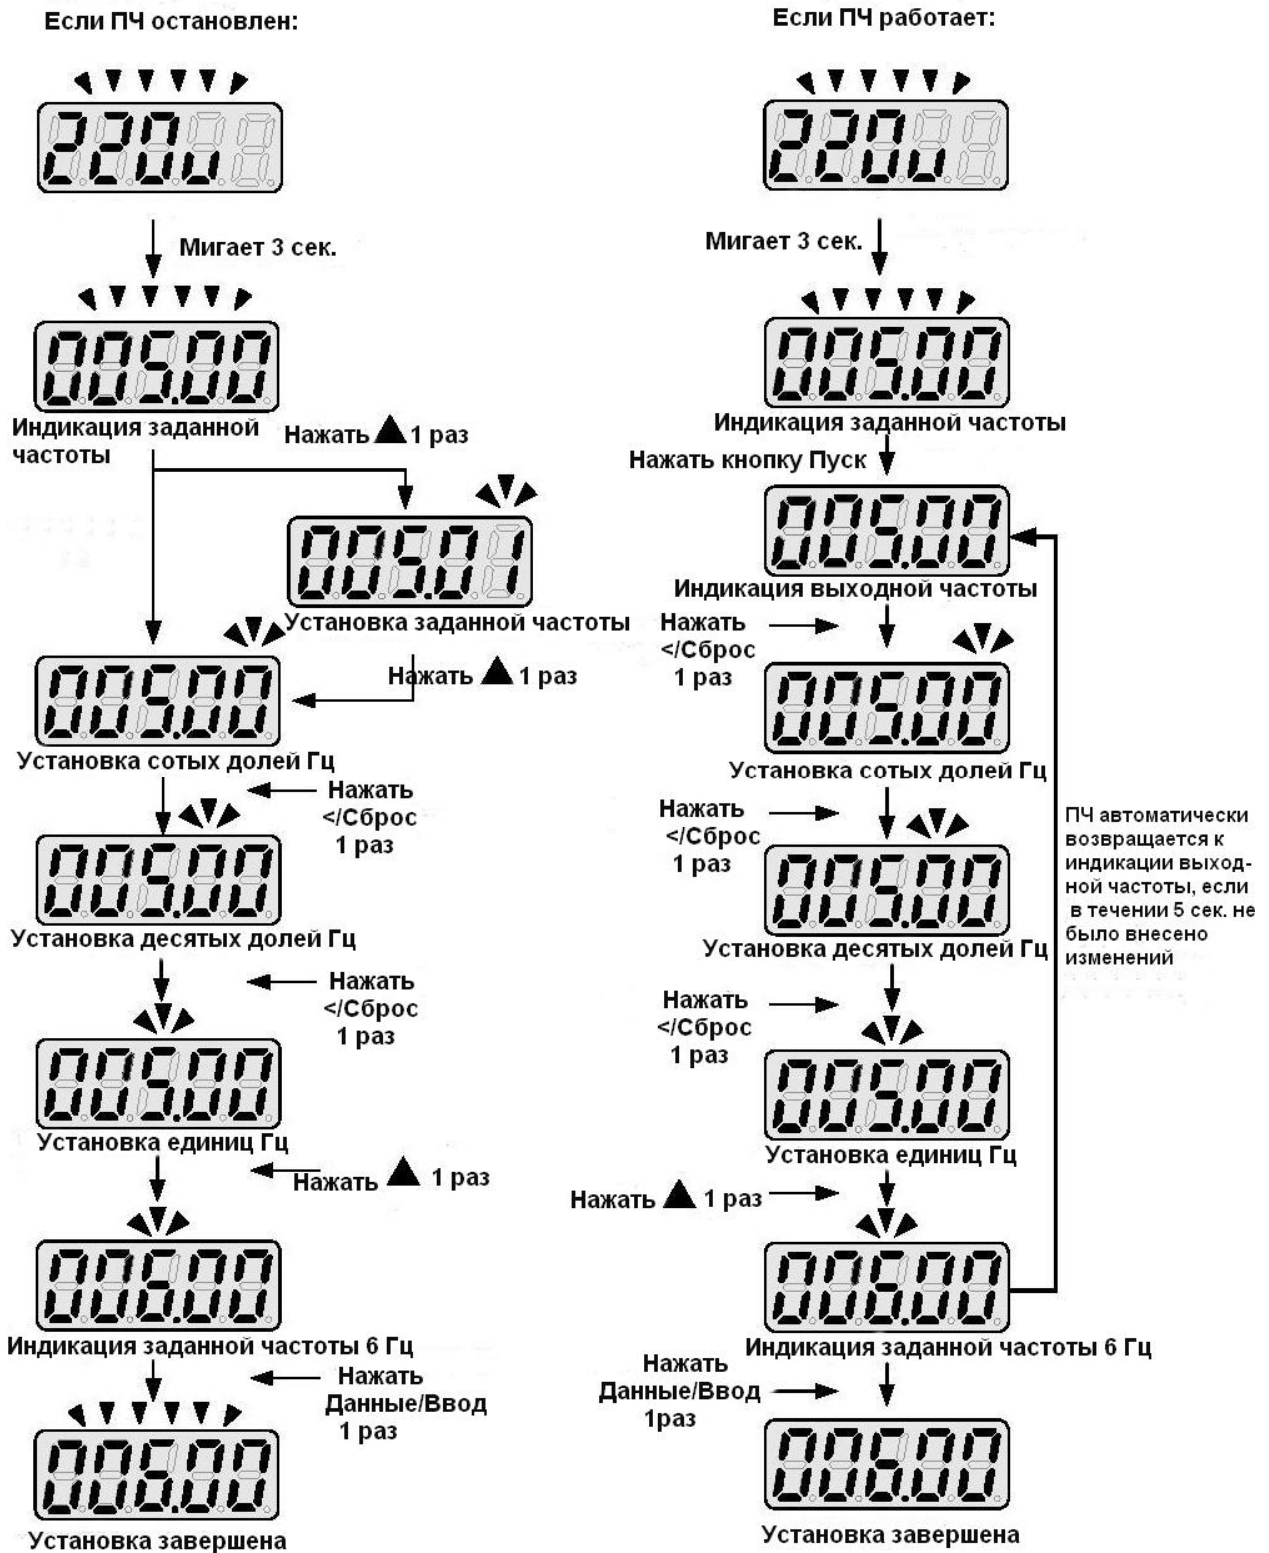 Если ПЧ остановлен:
220u
Мигает 3 сек.
005.00
Индикация заданной
частоты
Нажать ▲ 1 раз
005.01
Установка заданной частоты
Нажать ▲ 1 раз
005.00
Установка сотых долей Гц
Нажать
</Сброс
1 раз
005.00
Установка десятых долей Гц
Нажать
</Сброс
1 раз
005.00
Установка единиц Гц
Нажать ▲ 1 раз
006.00
Индикация заданной частоты 6 Гц
Нажать
Данные/Ввод
1 раз
006.00
Установка завершена
Если ПЧ работает:
220u
Мигает 3 сек.
005.00
Индикация заданной частоты
Нажать кнопку Пуск
005.00
Индикация выходной частоты
Нажать
</Сброс
1 раз
005.00
Установка сотых долей Гц
Нажать
</Сброс
1 раз
005.00
Установка десятых долей Гц
Нажать
</Сброс
1 раз
005.00
Установка единиц Гц
Нажать ▲ 1 раз
006.00
Индикация заданной частоты 6 Гц
Нажать
Данные/Ввод
1раз
006.00
Установка завершена
ПЧ автоматически
возвращается к
индикации выход-
ной частоты, если
в течении 5 сек. не
было внесено
изменений